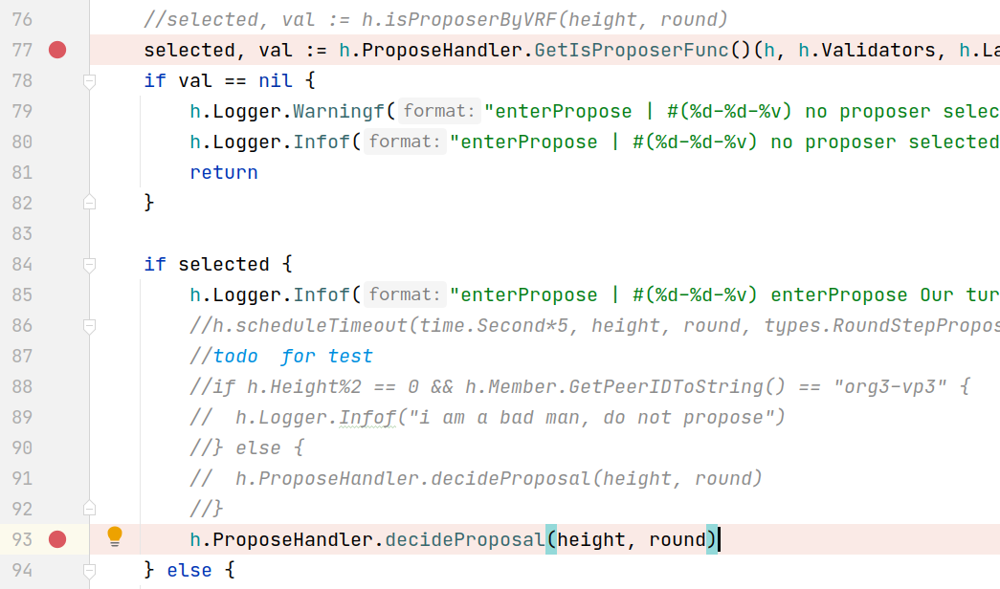 76 //selected, val := h.isProposerByVRF(height, round)
77 selected, val := h.ProposeHandler.GetIsProposerFunc()(h, h.Validators, h.La
78 if val == nil {
79 h.Logger.Warningf( format: "enterPropose | #(%d-%d-%v) no proposer selec
80 h.Logger.Infof( format: "enterPropose | #(%d-%d-%v) no proposer selected
81 return
82 }
83
84 if selected {
85 h.Logger.Infof( format: "enterPropose | #(%d-%d-%v) enterPropose Our tur
86 //h.scheduleTimeout(time.Second*5, height, round, types.RoundStepPropos
87 //todo  for test
88 //if h.Height%2 == 0 && h.Member.GetPeerIDToString() == "org3-vp3" {
89 //  h.Logger.Infof("i am a bad man, do not propose")
90 //} else {
91 //  h.ProposeHandler.decideProposal(height, round)
92 //}
93 h.ProposeHandler.decideProposal(height, round)
94 } else {